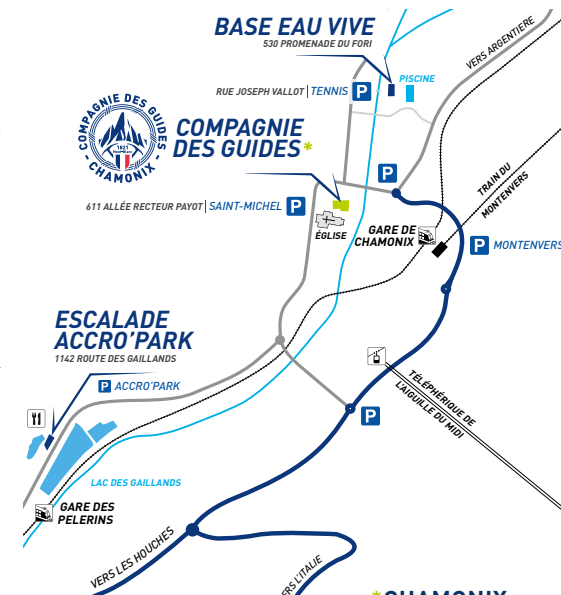 BASE EAU VIVE
530 PROMENADE DU FORI
VERS ARGENTIERE
PISCINE
RUE JOSEPH VALLOT | TENNIS P
COMPAGNIE DES GUIDES
1821
CHAMONIX
COMPAGNIE
DES GUIDES*
P
TRAIN DU
MONTENVERS
611 ALLÉE RECTEUR PAYOT | SAINT-MICHEL P
ÉGLISE
GARE DE
CHAMONIX
P MONTENVERS
ESCALADE
ACCRO'PARK
1142 ROUTE DES GAILLANDS
P ACCRO'PARK
TÉLÉPHÉRIQUE DE
L'AIGUILLE DU MIDI
P
LAC DES GAILLANDS
GARE DES
PELERINS
VERS LES HOUCHES
VERS L'ITALIE
*CHAMONIX